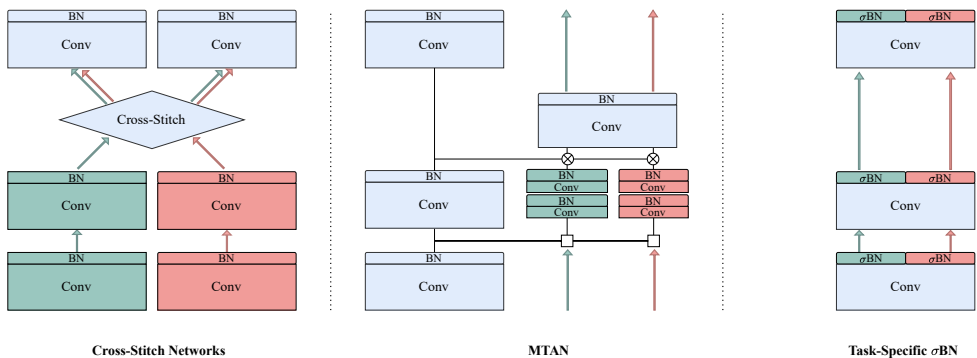 BN BN
Conv Conv
Cross-Stitch
BN BN
Conv Conv
BN BN
Conv Conv
Cross-Stitch Networks
BN
Conv
BN
Conv
BN BN
Conv Conv
BN BN
Conv Conv
BN
Conv
BN
Conv
MTAN
σBN σBN
Conv
σBN σBN
Conv
σBN σBN
Conv
Task-Specific σBN